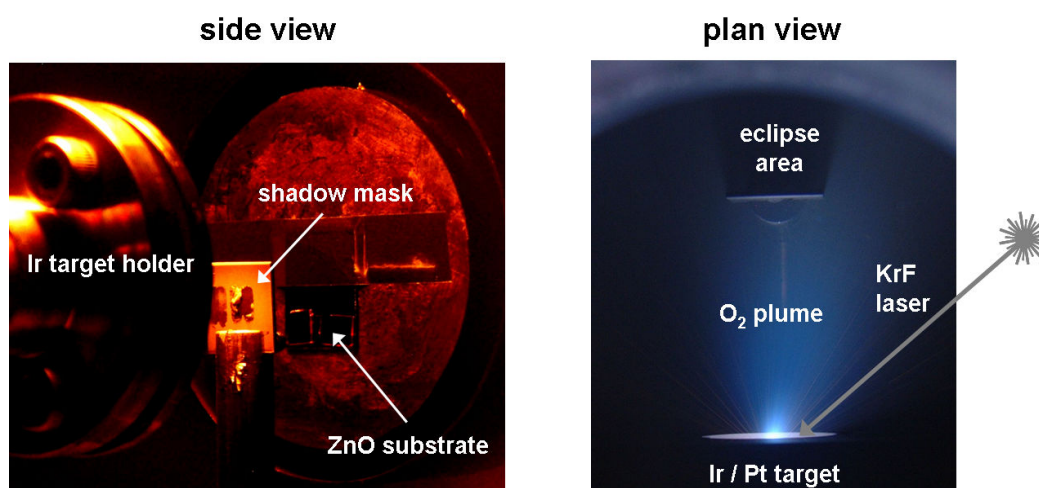 side view
plan view
shadow mask
Ir target holder
ZnO substrate
eclipse
area
KrF
laser
O₂ plume
Ir / Pt target